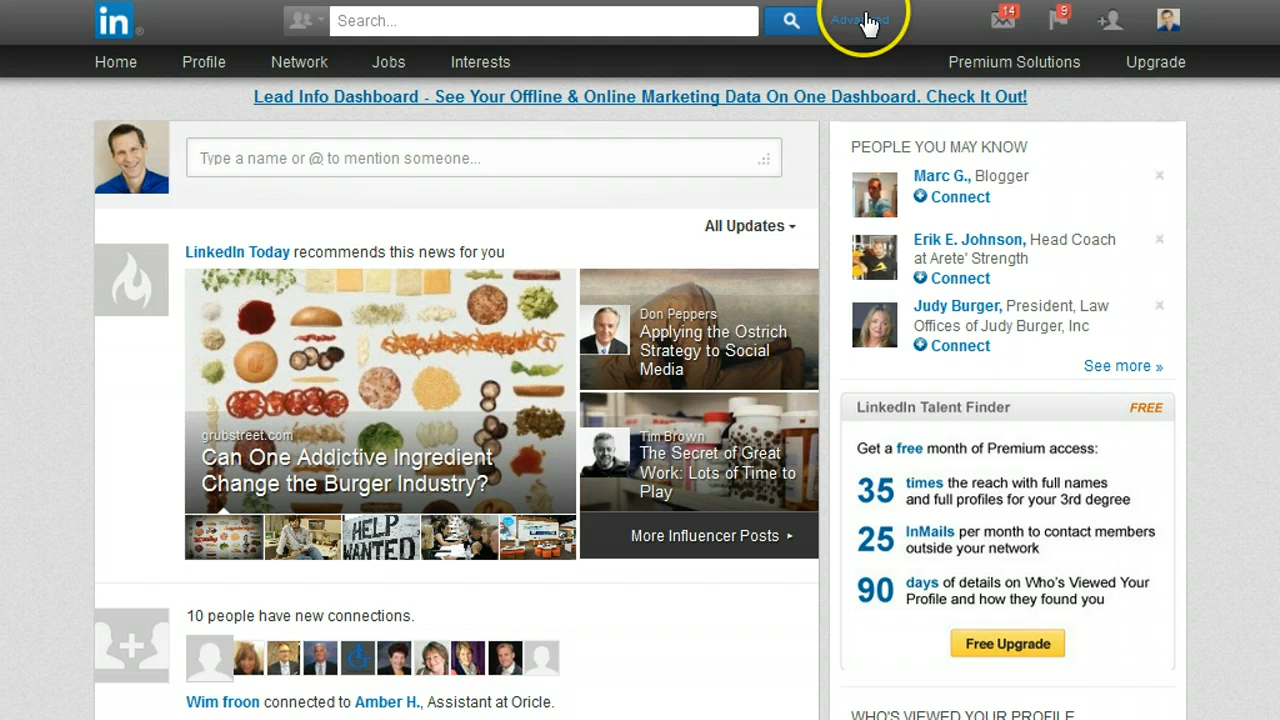 in
Search...
Advanced
14
9
Home
Profile
Network
Jobs
Interests
Premium Solutions
Upgrade
Lead Info Dashboard - See Your Offline & Online Marketing Data On One Dashboard. Check It Out!
Type a name or @ to mention someone...
All Updates
LinkedIn Today recommends this news for you
grubstreet.com
Can One Addictive Ingredient
Change the Burger Industry?
Don Peppers
Applying the Ostrich
Strategy to Social
Media
Tim Brown
The Secret of Great
Work: Lots of Time to
Play
HELP
WANTED
More Influencer Posts
10 people have new connections.
Wim froon connected to Amber H., Assistant at Oricle.
PEOPLE YOU MAY KNOW
Marc G., Blogger
Connect
Erik E. Johnson, Head Coach
at Arete' Strength
Connect
Judy Burger, President, Law
Offices of Judy Burger, Inc
Connect
See more »
LinkedIn Talent Finder
FREE
Get a free month of Premium access:
35 times the reach with full names
and full profiles for your 3rd degree
25 InMails per month to contact members
outside your network
90 days of details on Who's Viewed Your
Profile and how they found you
Free Upgrade
WHO'S VIEWED YOUR PROFILE